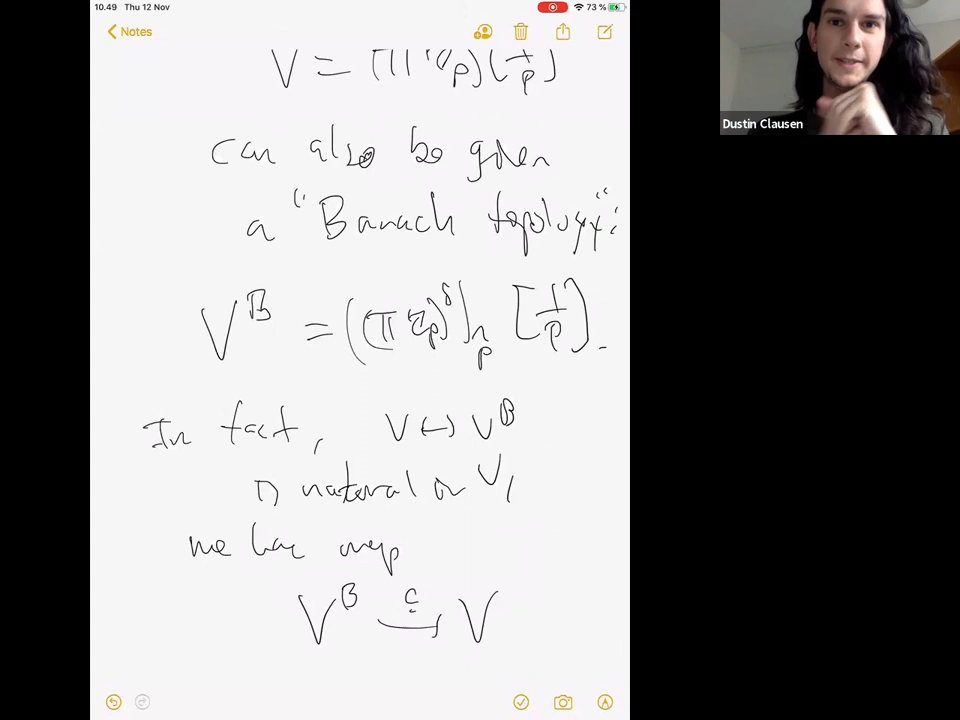 10.49 Thu 12 Nov
73 %
Notes
Dustin Clausen
V = (∏ ℤp)[1/p]
can also be given
a "Banach topology":
V^B = ((∏ ℤp)^δ)^_p [1/p].
In fact, V ↔ V^B
is natural in V,
we have map
V^B →^c V